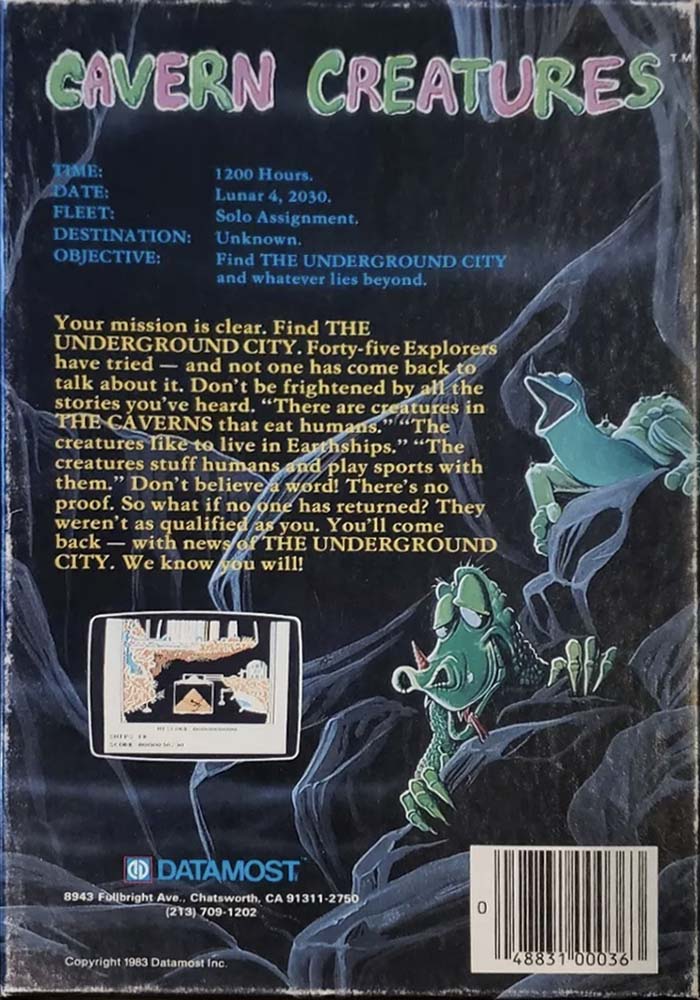 CAVERN CREATURES TM
TIME: 1200 Hours.
DATE: Lunar 4, 2030.
FLEET: Solo Assignment.
DESTINATION: Unknown.
OBJECTIVE: Find THE UNDERGROUND CITY
and whatever lies beyond.
Your mission is clear. Find THE
UNDERGROUND CITY. Forty-five Explorers
have tried — and not one has come back to
talk about it. Don't be frightened by all the
stories you've heard. "There are creatures in
THE CAVERNS that eat humans." "The
creatures like to live in Earthships." "The
creatures stuff humans and play sports with
them." Don't believe a word! There's no
proof. So what if no one has returned? They
weren't as qualified as you. You'll come
back — with news of THE UNDERGROUND
CITY. We know you will!
DATAMOST
8943 Fullbright Ave., Chatsworth, CA 91311-2750
(213) 709-1202
Copyright 1983 Datamost Inc.
0 48831 00036